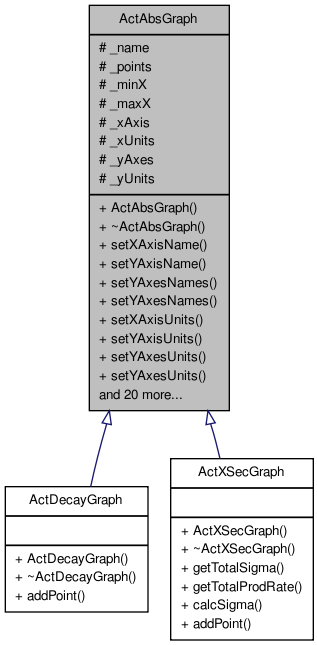 ActAbsGraph
# _name
# _points
# _minX
# _maxX
# _xAxis
# _xUnits
# _yAxes
# _yUnits
+ ActAbsGraph()
+ ~ActAbsGraph()
+ setXAxisName()
+ setYAxisName()
+ setYAxesNames()
+ setYAxesNames()
+ setXAxisUnits()
+ setYAxisUnits()
+ setYAxesUnits()
+ setYAxesUnits()
and 20 more...
ActDecayGraph
+ ActDecayGraph()
+ ~ActDecayGraph()
+ addPoint()
ActXSecGraph
+ ActXSecGraph()
+ ~ActXSecGraph()
+ getTotalSigma()
+ getTotalProdRate()
+ calcSigma()
+ addPoint()